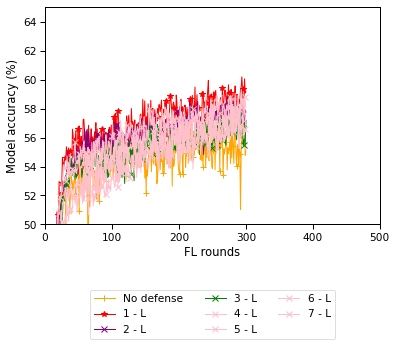 64
62
60
58
56
54
52
50
Model accuracy (%)
0 100 200 300 400 500
FL rounds
No defense 3 - L 6 - L
1 - L 4 - L 7 - L
2 - L 5 - L